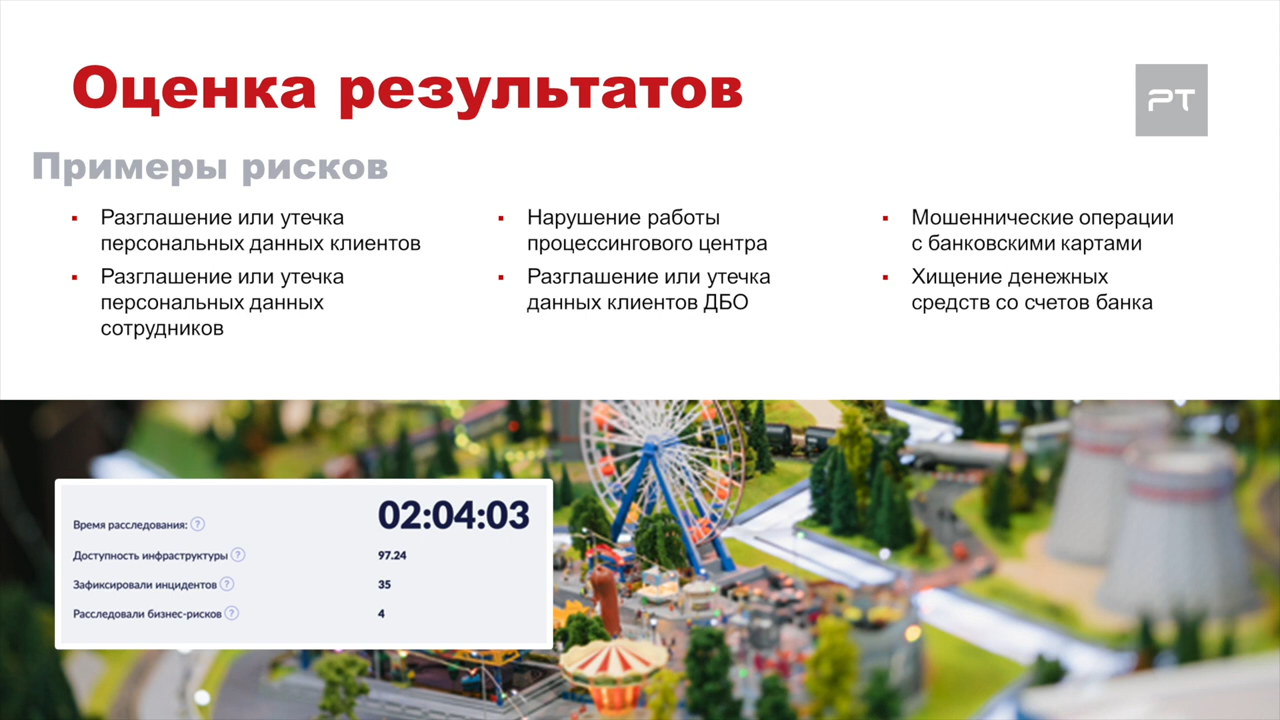 Оценка результатов
PT
Примеры рисков
▪ Разглашение или утечка
персональных данных клиентов
▪ Разглашение или утечка
персональных данных
сотрудников
▪ Нарушение работы
процессингового центра
▪ Разглашение или утечка
данных клиентов ДБО
▪ Мошеннические операции
с банковскими картами
▪ Хищение денежных
средств со счетов банка
Время расследования: ? 02:04:03
Доступность инфраструктуры ? 97.24
Зафиксировали инцидентов ? 35
Расследовали бизнес-рисков ? 4